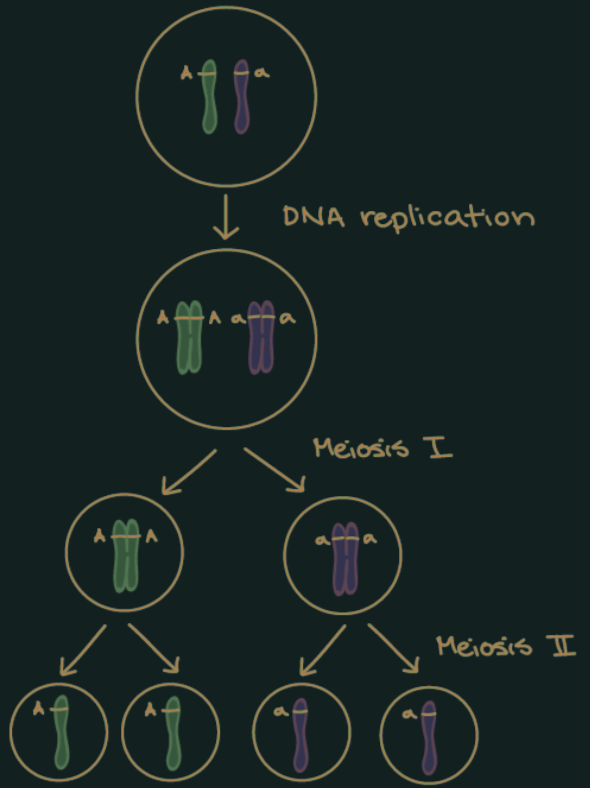 A a
DNA replication
A A a a
Meiosis I
A A a a
Meiosis II
A A a a